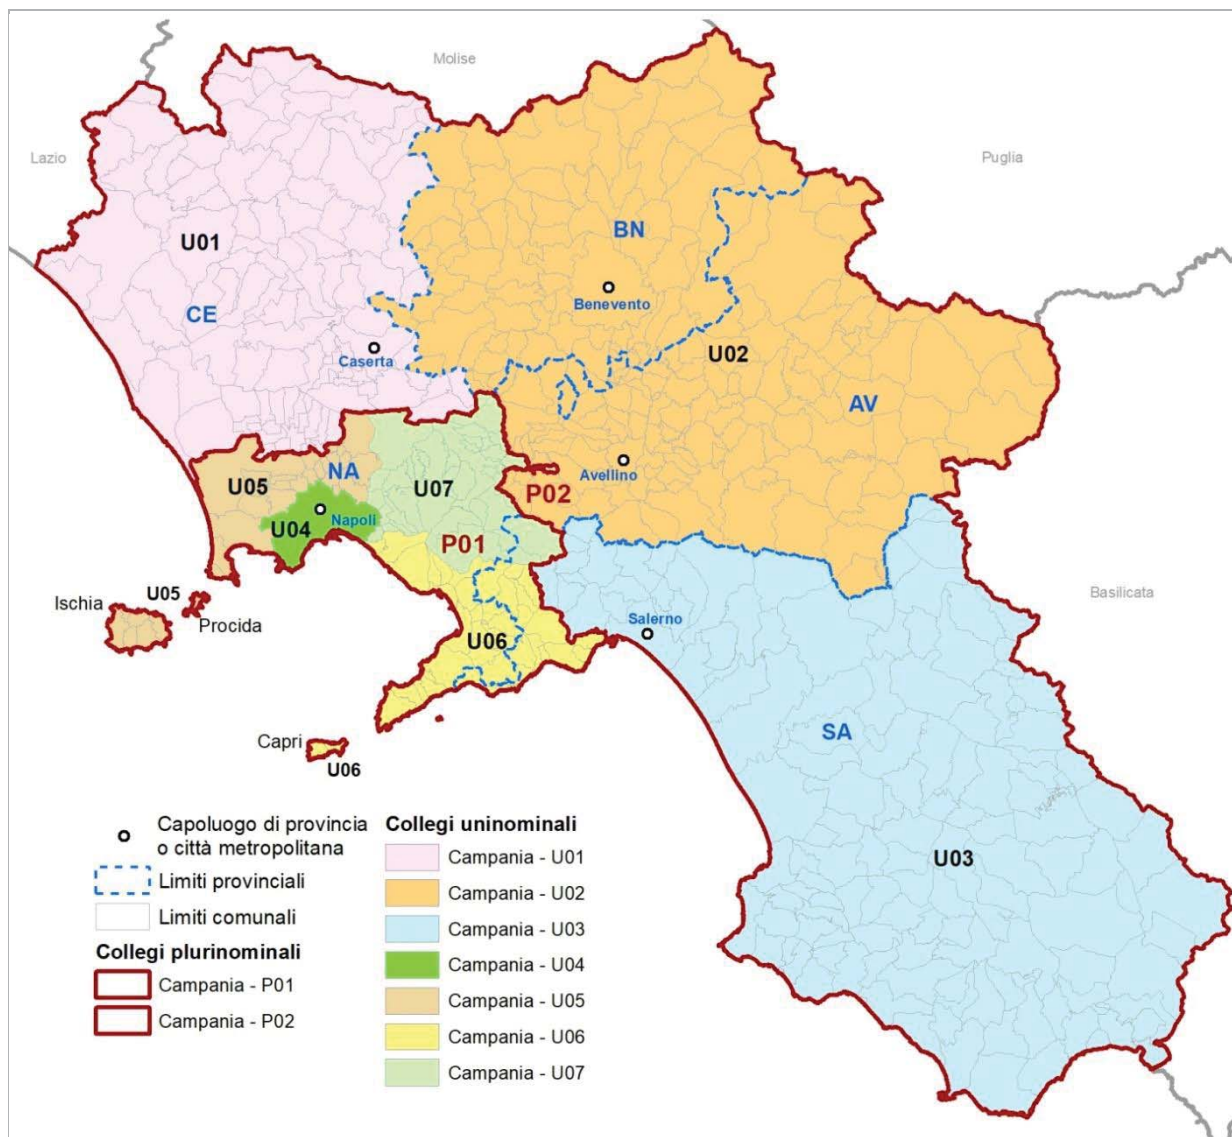 Molise
Lazio
Puglia
U01
BN
Benevento
CE
Caserta
U02
AV
Avellino
NA
U05
U07
P02
U04
Napoli
P01
U05
Ischia
Procida
Basilicata
Salerno
U06
SA
Capri
U06
U03
Capoluogo di provincia
o città metropolitana
Limiti provinciali
Limiti comunali
Collegi plurinominali
Campania - P01
Campania - P02
Collegi uninominali
Campania - U01
Campania - U02
Campania - U03
Campania - U04
Campania - U05
Campania - U06
Campania - U07